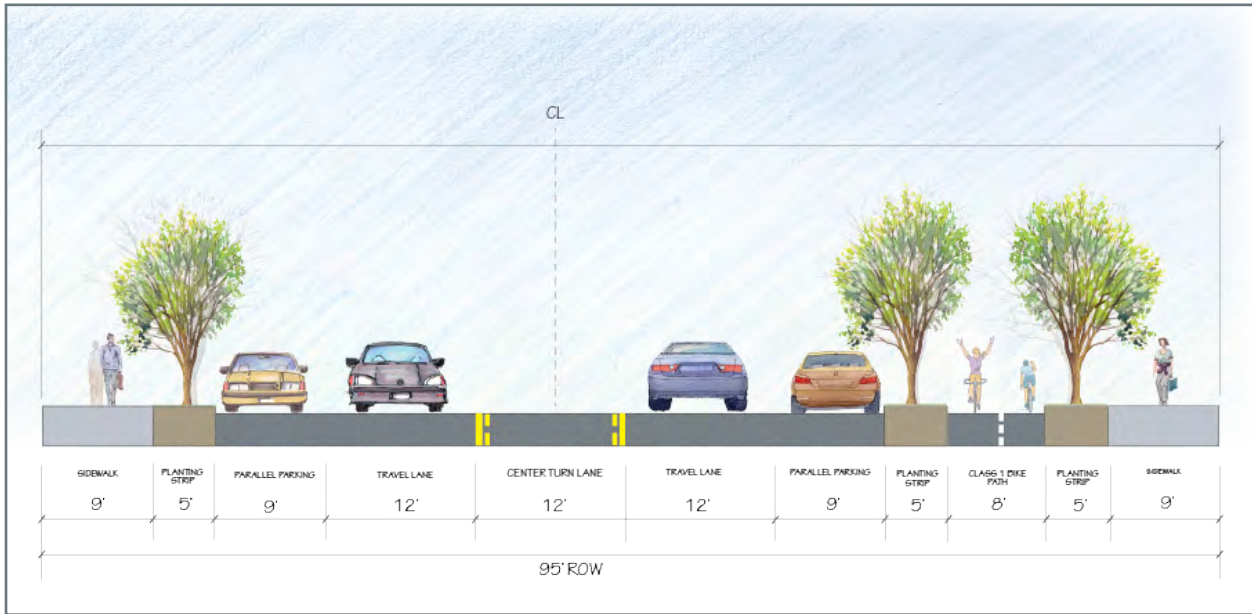 CL
SIDEWALK
PLANTING
STRIP
PARALLEL PARKING
TRAVEL LANE
CENTER TURN LANE
TRAVEL LANE
PARALLEL PARKING
PLANTING
STRIP
CLASS 1 BIKE
PATH
PLANTING
STRIP
SIDEWALK
9'
5'
9'
12'
12'
12'
9'
5'
8'
5'
9'
95' ROW